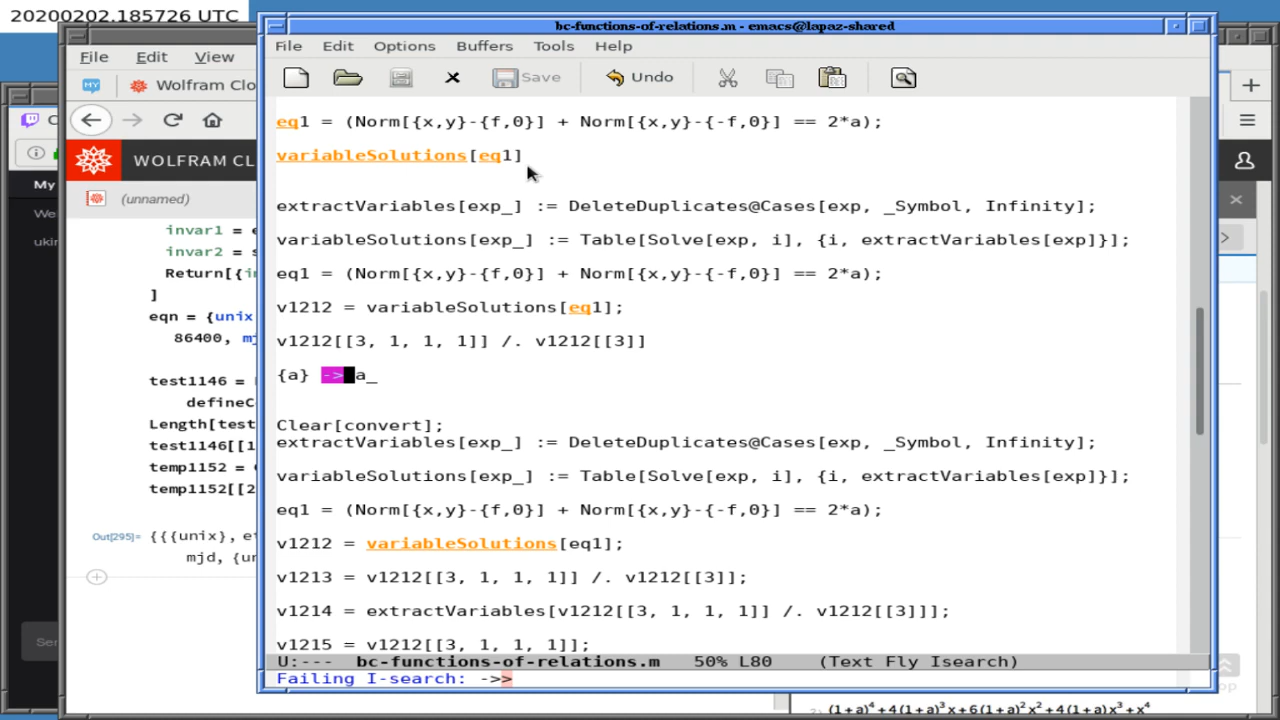 20200202.185726 UTC
bc-functions-of-relations.m - emacs@lapaz-shared
File Edit Options Buffers Tools Help
Save Undo
eq1 = (Norm[{x,y}-{f,0}] + Norm[{x,y}-{-f,0}] == 2*a);
variableSolutions[eq1]
extractVariables[exp_] := DeleteDuplicates@Cases[exp, _Symbol, Infinity];
variableSolutions[exp_] := Table[Solve[exp, i], {i, extractVariables[exp]}];
eq1 = (Norm[{x,y}-{f,0}] + Norm[{x,y}-{-f,0}] == 2*a);
v1212 = variableSolutions[eq1];
v1212[[3, 1, 1, 1]] /. v1212[[3]]
{a} -> a_
Clear[convert];
extractVariables[exp_] := DeleteDuplicates@Cases[exp, _Symbol, Infinity];
variableSolutions[exp_] := Table[Solve[exp, i], {i, extractVariables[exp]}];
eq1 = (Norm[{x,y}-{f,0}] + Norm[{x,y}-{-f,0}] == 2*a);
v1212 = variableSolutions[eq1];
v1213 = v1212[[3, 1, 1, 1]] /. v1212[[3]];
v1214 = extractVariables[v1212[[3, 1, 1, 1]] /. v1212[[3]]];
v1215 = v1212[[3, 1, 1, 1]];
U:--- bc-functions-of-relations.m 50% L80 (Text Fly Isearch)
Failing I-search: ->>
File Edit View
MY Wolfram Clo
WOLFRAM CL
(unnamed)
invar1 =
invar2 =
Return[{
]
eqn = {unix
86400,
test1146 =
defineC
Length[test
test1146[[1
temp1152 =
temp1152[[2
Out[295]= {{{unix},
mjd,
My
We
ukin
Sen
(1+a)⁴+4(1+a)³x+6(1+a)²x²+4(1+a)x³+x⁴